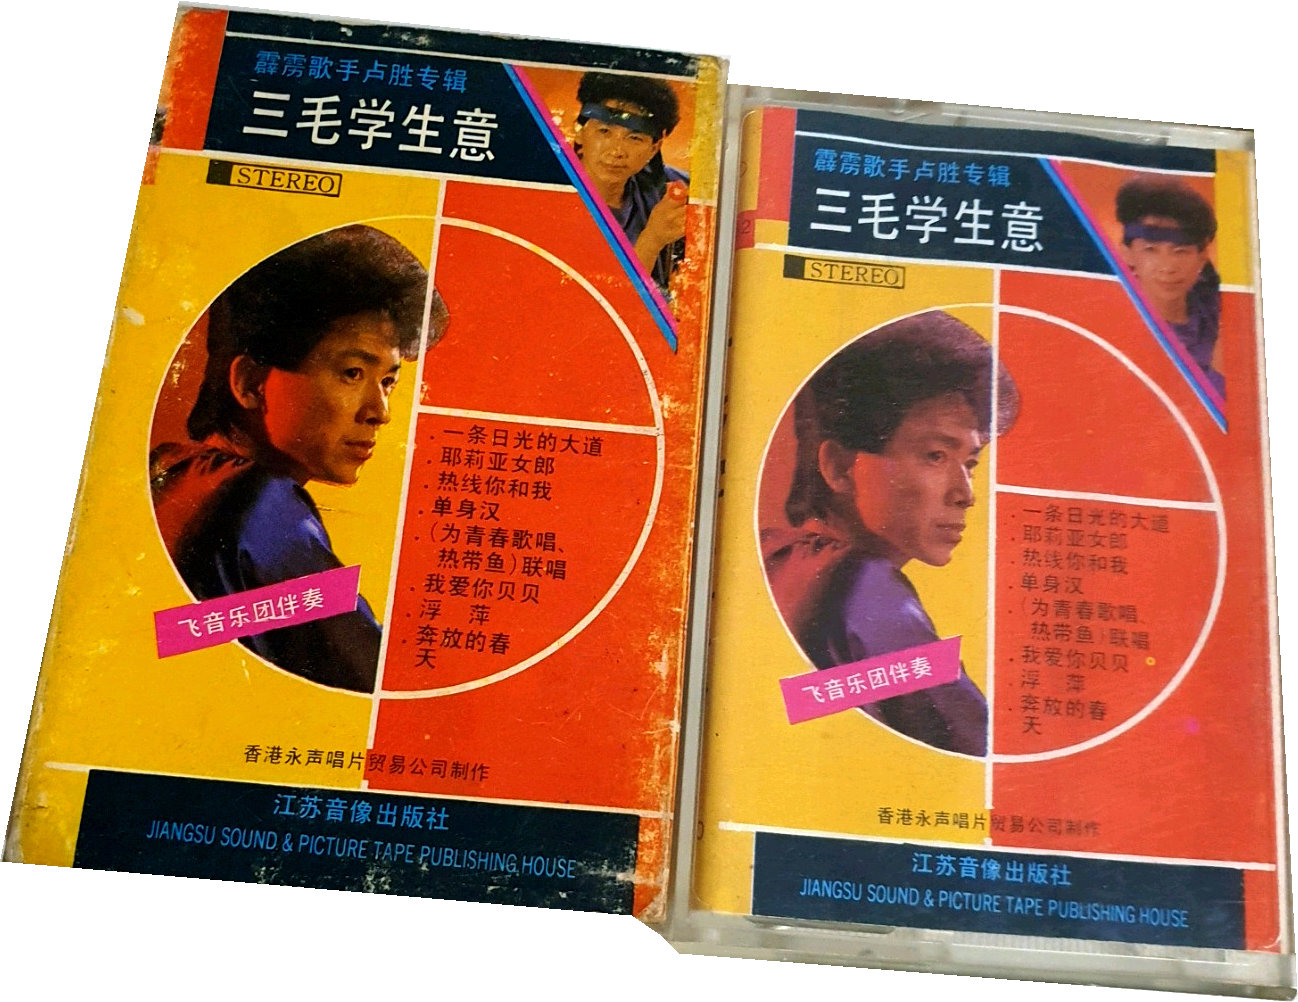 霹雳歌手占胜专辑
三毛学生意
STEREO
.一条日光的大道
.耶莉亚女郎
.热线你和我
.单身汉
.(为青春歌唱、
热带鱼)联唱
.我爱你贝贝
.浮 萍
.奔放的春
天
飞音乐团伴奏
香港永声唱片贸易公司制作
江苏音像出版社
JIANGSU SOUND & PICTURE TAPE PUBLISHING HOUSE
霹雳歌手占胜专辑
三毛学生意
STEREO
.一条日光的大道
.耶莉亚女郎
.热线你和我
.单身汉
.(为青春歌唱、
热带鱼)联唱
.我爱你贝贝
.浮 萍
.奔放的春
天
飞音乐团伴奏
香港永声唱片贸易公司制作
江苏音像出版社
JIANGSU SOUND & PICTURE TAPE PUBLISHING HOUSE